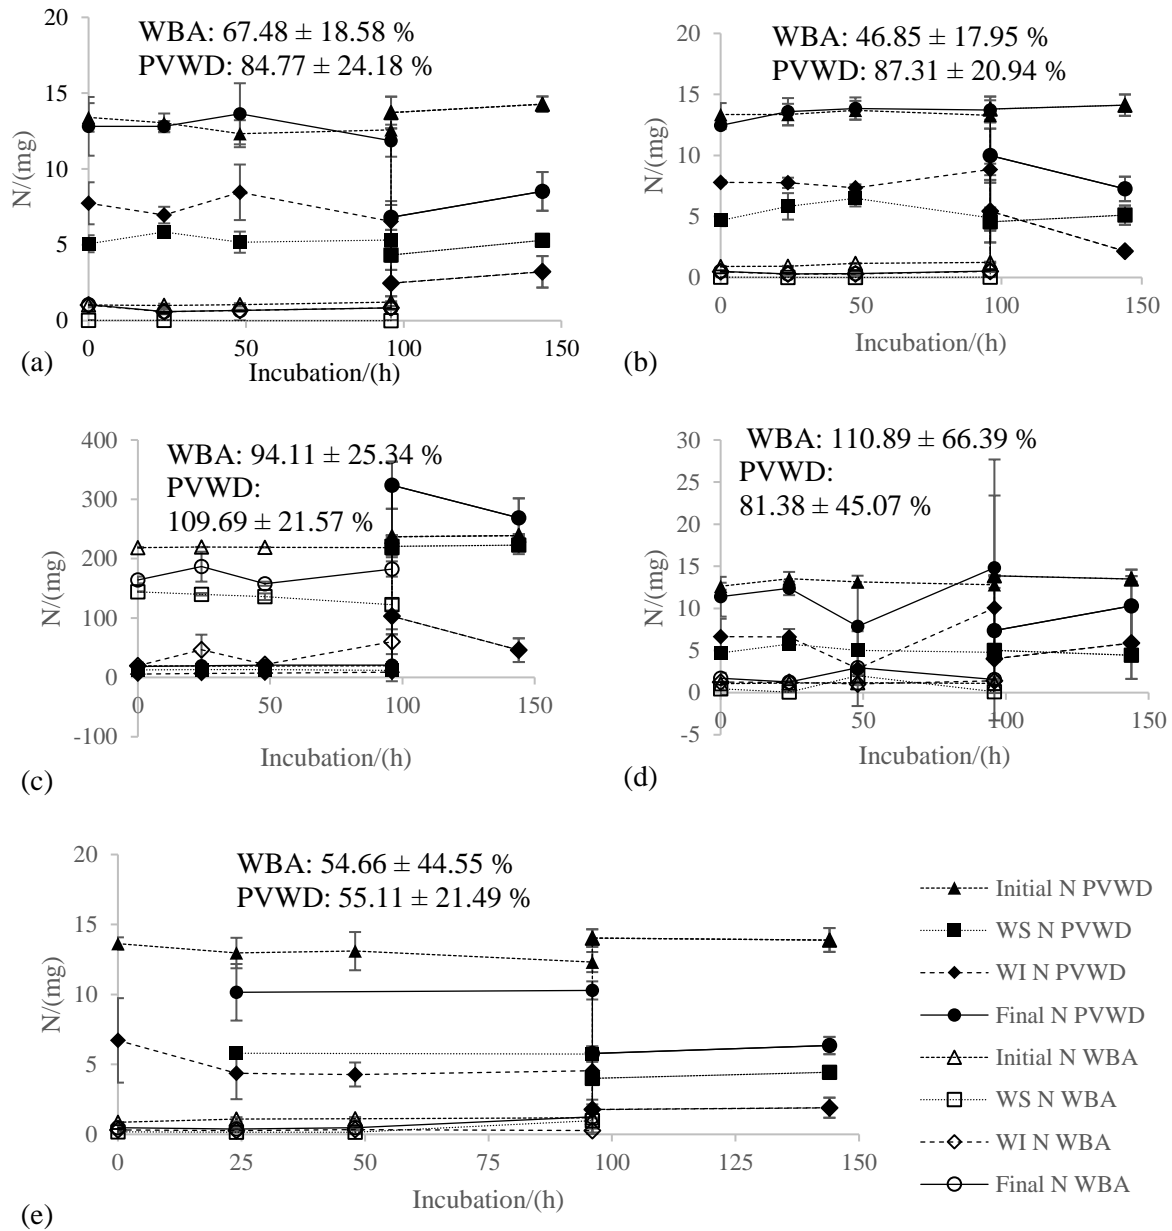 WBA: 67.48 ± 18.58 %
PVWD: 84.77 ± 24.18 %
20
15
10
5
0
N/(mg)
0
50
100
150
Incubation/(h)
(a)
WBA: 46.85 ± 17.95 %
PVWD: 87.31 ± 20.94 %
20
15
10
5
0
N/(mg)
0
50
100
150
Incubation/(h)
(b)
WBA: 94.11 ± 25.34 %
PVWD:
109.69 ± 21.57 %
400
300
200
100
0
-100
N/(mg)
0
50
100
150
Incubation/(h)
(c)
WBA: 110.89 ± 66.39 %
PVWD:
81.38 ± 45.07 %
30
25
20
15
10
5
0
-5
N/(mg)
0
50
100
150
Incubation/(h)
(d)
WBA: 54.66 ± 44.55 %
PVWD: 55.11 ± 21.49 %
20
15
10
5
0
N/(mg)
0
25
50
75
100
125
150
Incubation/(h)
(e)
Initial N PVWD
WS N PVWD
WI N PVWD
Final N PVWD
Initial N WBA
WS N WBA
WI N WBA
Final N WBA